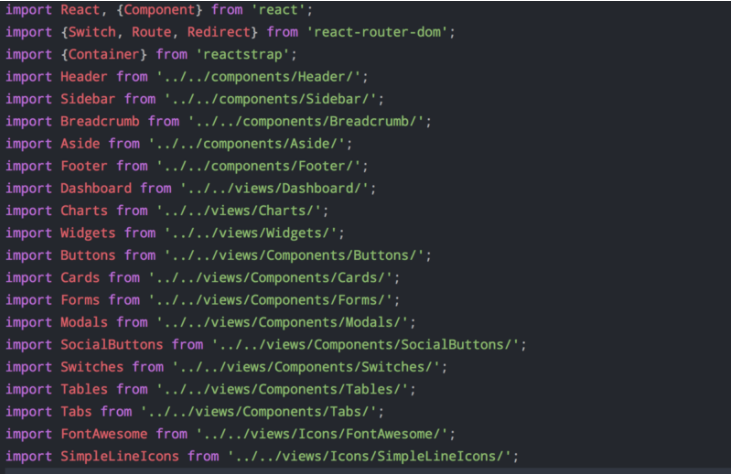 import React, {Component} from 'react';
import {Switch, Route, Redirect} from 'react-router-dom';
import {Container} from 'reactstrap';
import Header from '../../components/Header/';
import Sidebar from '../../components/Sidebar/';
import Breadcrumb from '../../components/Breadcrumb/';
import Aside from '../../components/Aside/';
import Footer from '../../components/Footer/';
import Dashboard from '../../views/Dashboard/';
import Charts from '../../views/Charts/';
import Widgets from '../../views/Widgets/';
import Buttons from '../../views/Components/Buttons/';
import Cards from '../../views/Components/Cards/';
import Forms from '../../views/Components/Forms/';
import Modals from '../../views/Components/Modals/';
import SocialButtons from '../../views/Components/SocialButtons/';
import Switches from '../../views/Components/Switches/';
import Tables from '../../views/Components/Tables/';
import Tabs from '../../views/Components/Tabs/';
import FontAwesome from '../../views/Icons/FontAwesome/';
import SimpleLineIcons from '../../views/Icons/SimpleLineIcons/';